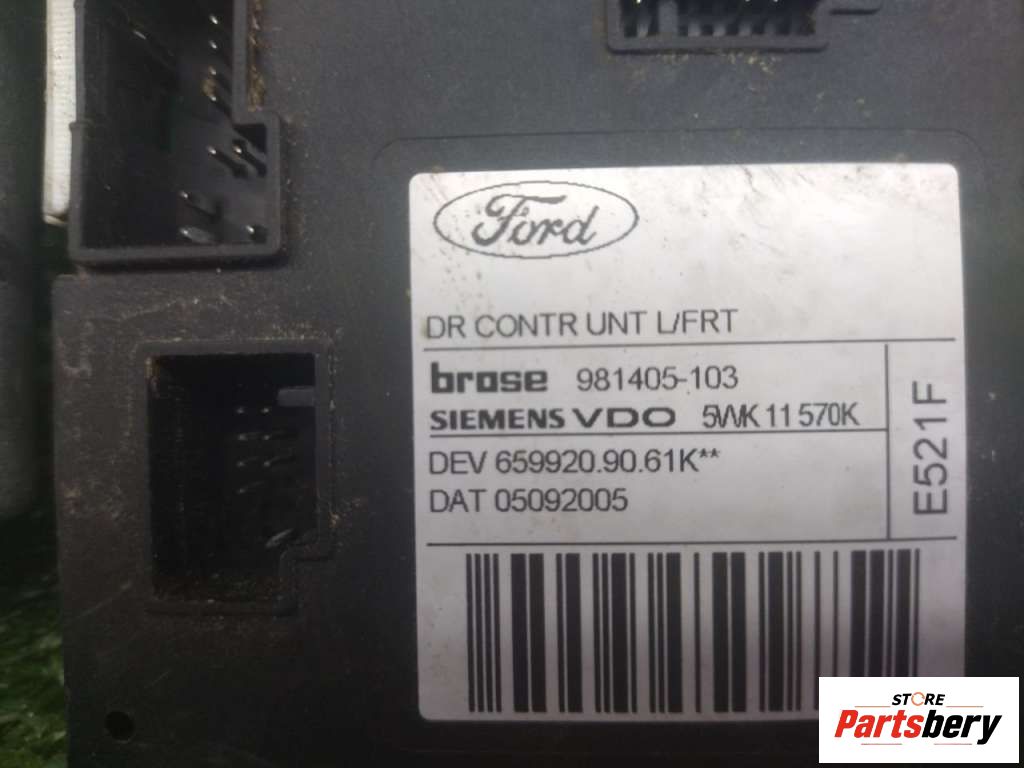 Ford
DR CONTR UNT L/FRT
brose 981405-103
SIEMENS VDO 5WK 11 570K
DEV 659920.90.61K**
DAT 05092005
E521F
STORE
Partsbery